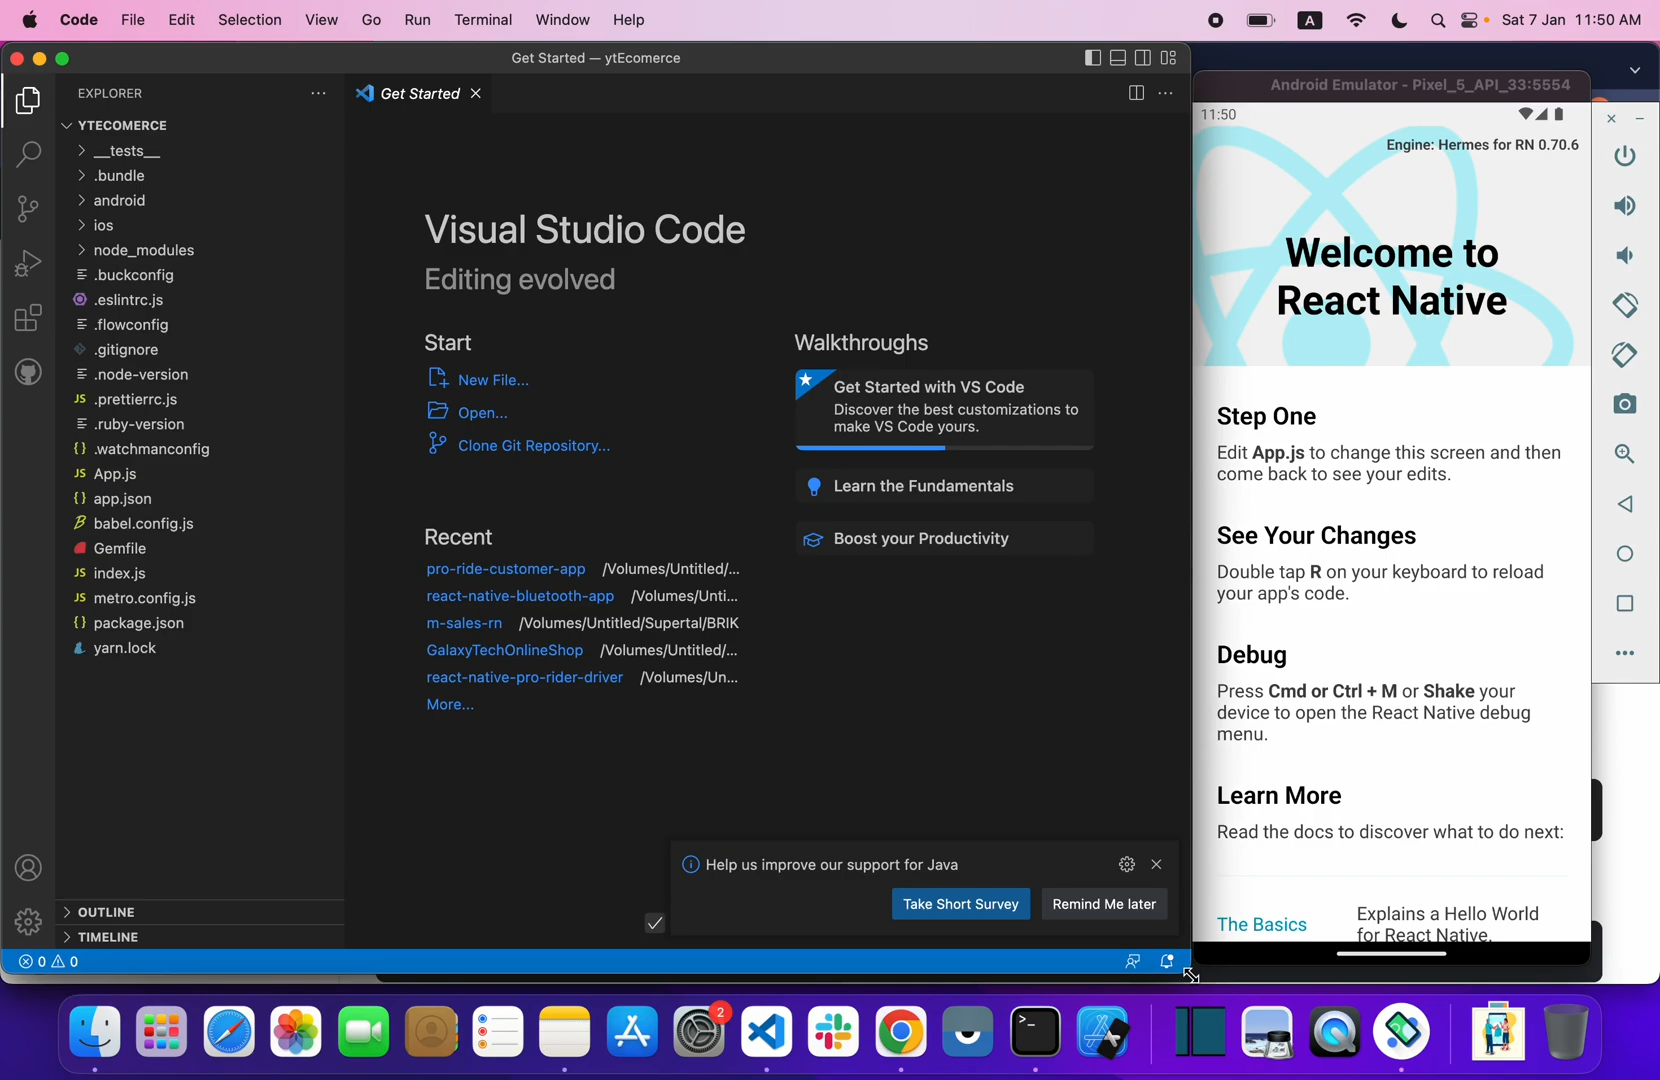 Code File Edit Selection View Go Run Terminal Window Help
A Sat 7 Jan 11:50 AM
Get Started — ytEcomerce
EXPLORER
Get Started
YTECOMERCE
__tests__
.bundle
android
ios
node_modules
.buckconfig
.eslintrc.js
.flowconfig
.gitignore
.node-version
JS .prettierrc.js
.ruby-version
{} .watchmanconfig
JS App.js
{} app.json
babel.config.js
Gemfile
JS index.js
JS metro.config.js
{} package.json
yarn.lock
OUTLINE
TIMELINE
0 0
Visual Studio Code
Editing evolved
Start
New File...
Open...
Clone Git Repository...
Recent
pro-ride-customer-app /Volumes/Untitled/...
react-native-bluetooth-app /Volumes/Unti...
m-sales-rn /Volumes/Untitled/Supertal/BRIK
GalaxyTechOnlineShop /Volumes/Untitled/...
react-native-pro-rider-driver /Volumes/Un...
More...
Walkthroughs
Get Started with VS Code
Discover the best customizations to
make VS Code yours.
Learn the Fundamentals
Boost your Productivity
Help us improve our support for Java
Take Short Survey Remind Me later
Android Emulator - Pixel_5_API_33:5554
11:50
Engine: Hermes for RN 0.70.6
Welcome to
React Native
Step One
Edit App.js to change this screen and then
come back to see your edits.
See Your Changes
Double tap R on your keyboard to reload
your app's code.
Debug
Press Cmd or Ctrl + M or Shake your
device to open the React Native debug
menu.
Learn More
Read the docs to discover what to do next:
The Basics
Explains a Hello World
for React Native.
2